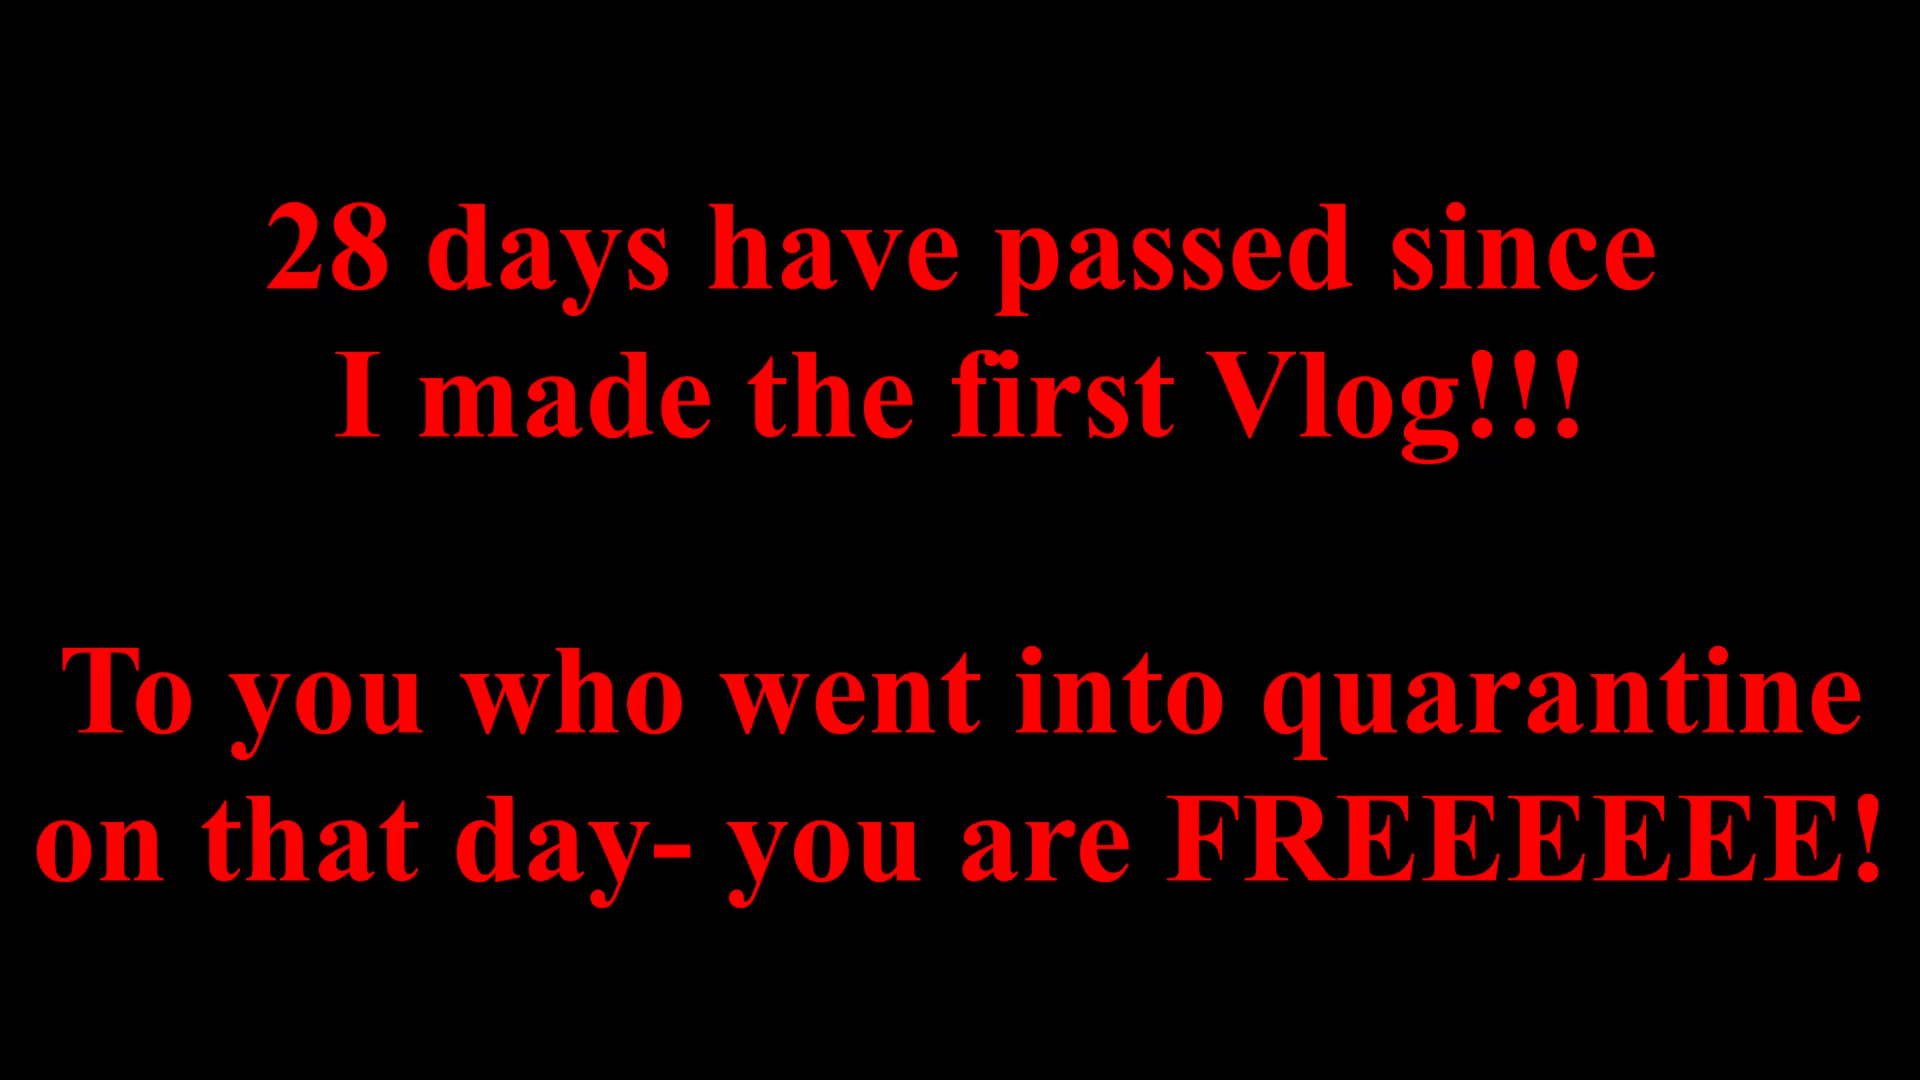 28 days have passed since
I made the first Vlog!!!
To you who went into quarantine
on that day- you are FREEEEEE!